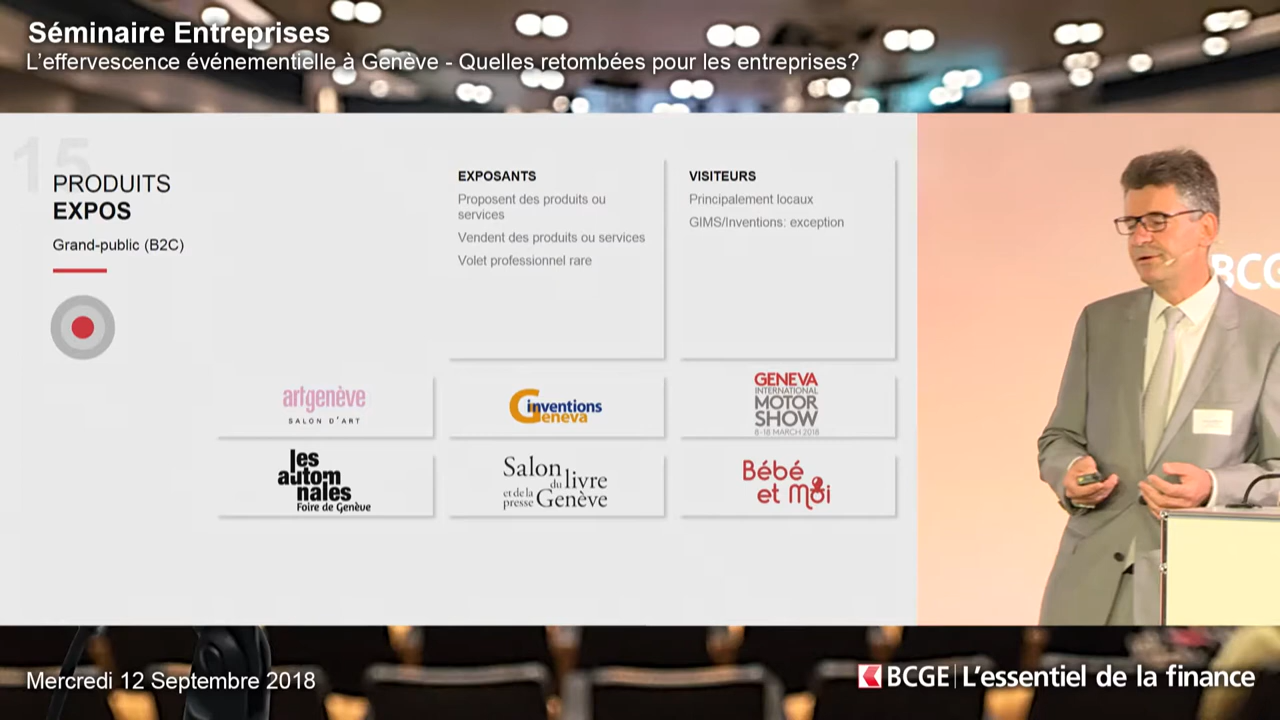 Séminaire Entreprises
L'effervescence événementielle à Genève - Quelles retombées pour les entreprises?
15
PRODUITS
EXPOS
Grand-public (B2C)
EXPOSANTS
Proposent des produits ou
services
Vendent des produits ou services
Volet professionnel rare
VISITEURS
Principalement locaux
GIMS/Inventions: exception
artgenève
SALON D'ART
inventions
Geneva
GENEVA
INTERNATIONAL
MOTOR
SHOW
8-18 MARCH 2018
les
autom
nales
Foire de Genève
Salon
du livre
et de la
presse Genève
Bébé
et Moi
BCGE
Mercredi 12 Septembre 2018
BCGE | L'essentiel de la finance